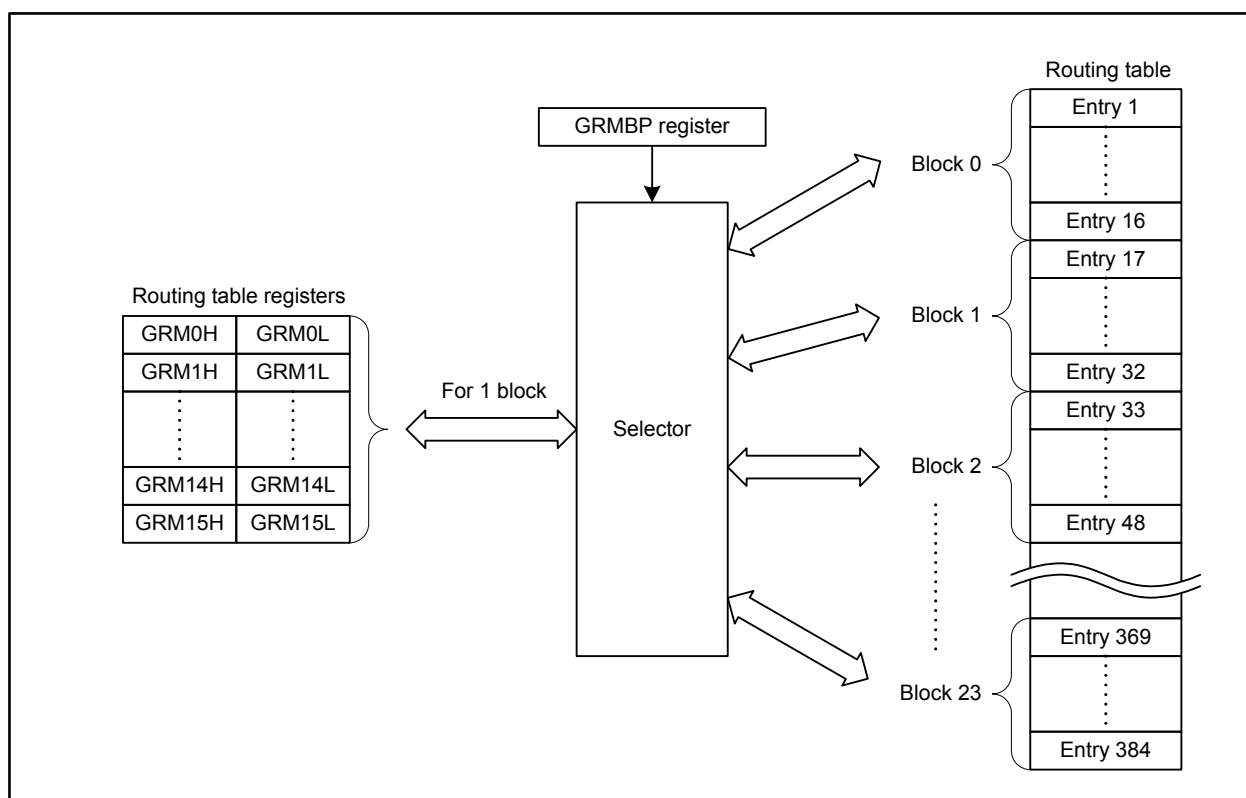 Routing table
Entry 1
GRMBP register
Block 0
Entry 16
Entry 17
Routing table registers
Block 1
GRM0H GRM0L
GRM1H GRM1L
For 1 block
Entry 32
Entry 33
Selector
Block 2
GRM14H GRM14L
GRM15H GRM15L
Entry 48
Entry 369
Block 23
Entry 384